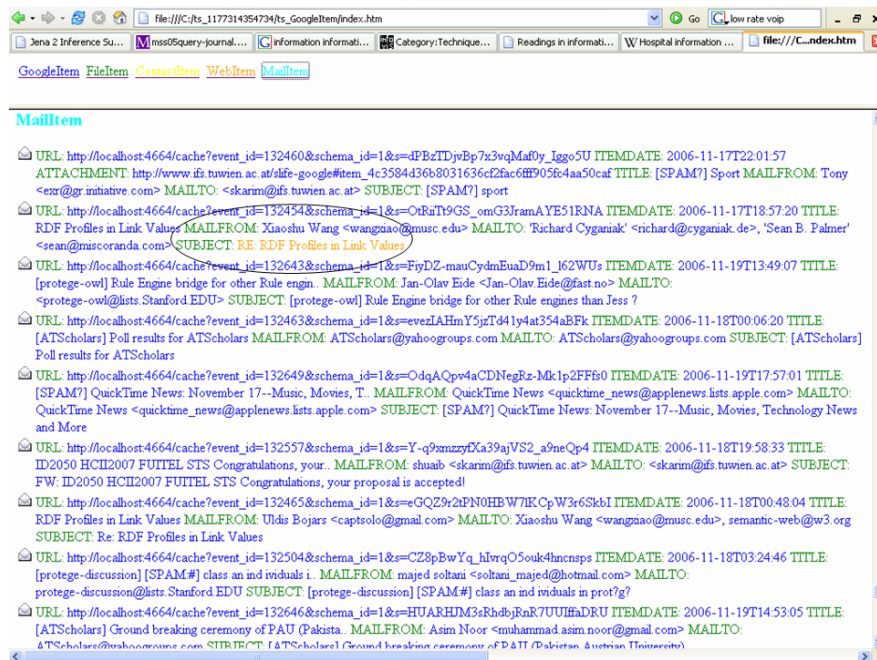 file:///C:/ts_1177314354734/ts_GoogleItem/index.htm Go low rate voip
Jena 2 Inference Su... mss05query-journal.... information informati... Category:Technique... Readings in informati... Hospital information ... file:///C...ndex.htm
GoogleItem FileItem ContactItem WebItem MailItem
MailItem
URL: http://localhost:4664/cache?event_id=132460&schema_id=1&s=dPBzTDjvBp7x3vqMaf0y_Iggo5U ITEMDATE: 2006-11-17T22:01:57
ATTACHMENT: http://www.ifs.tuwien.ac.at/slife-google#item_4c3584d36b8031636cf2fac6fff905fc4aa50caf TITLE: [SPAM?] Sport MAILFROM: Tony
<exr@gr.initiative.com> MAILTO: <skarim@ifs.tuwien.ac.at> SUBJECT: [SPAM?] sport
URL: http://localhost:4664/cache?event_id=132454&schema_id=1&s=OtRiiTt9GS_omG3JramAYE51RNA ITEMDATE: 2006-11-17T18:57:20 TITLE:
RDF Profiles in Link Values MAILFROM: Xiaoshu Wang <wangxiao@musc.edu> MAILTO: 'Richard Cyganiak' <richard@cyganiak.de>, 'Sean B. Palmer'
<sean@miscoranda.com> SUBJECT: RE: RDF Profiles in Link Values
URL: http://localhost:4664/cache?event_id=132643&schema_id=1&s=FiyDZ-mauCydmEuaD9m1_l62WUs ITEMDATE: 2006-11-19T13:49:07 TITLE:
[protege-owl] Rule Engine bridge for other Rule engin.. MAILFROM: Jan-Olav Eide <Jan-Olav.Eide@fast.no> MAILTO:
<protege-owl@lists.Stanford.EDU> SUBJECT: [protege-owl] Rule Engine bridge for other Rule engines than Jess ?
URL: http://localhost:4664/cache?event_id=132463&schema_id=1&s=evezIAHmY5jzTd41y4at354aBFk ITEMDATE: 2006-11-18T00:06:20 TITLE:
[ATScholars] Poll results for ATScholars MAILFROM: ATScholars@yahoogroups.com MAILTO: ATScholars@yahoogroups.com SUBJECT: [ATScholars]
Poll results for ATScholars
URL: http://localhost:4664/cache?event_id=132649&schema_id=1&s=OdqAQpv4aCDNegRz-Mk1p2FFfs0 ITEMDATE: 2006-11-19T17:57:01 TITLE:
[SPAM?] QuickTime News: November 17--Music, Movies, T.. MAILFROM: QuickTime News <quicktime_news@applenews.lists.apple.com> MAILTO:
QuickTime News <quicktime_news@applenews.lists.apple.com> SUBJECT: [SPAM?] QuickTime News: November 17--Music, Movies, Technology News
and More
URL: http://localhost:4664/cache?event_id=132557&schema_id=1&s=Y-q9xmzzyfXa39ajVS2_a9neQp4 ITEMDATE: 2006-11-18T19:58:33 TITLE:
ID2050 HCII2007 FUITEL STS Congratulations, your.. MAILFROM: shuaib <skarim@ifs.tuwien.ac.at> MAILTO: <skarim@ifs.tuwien.ac.at> SUBJECT:
FW: ID2050 HCII2007 FUITEL STS Congratulations, your proposal is accepted!
URL: http://localhost:4664/cache?event_id=132465&schema_id=1&s=eGQZ9r2tPN0HBW7lKCpW3r6SkbI ITEMDATE: 2006-11-18T00:48:04 TITLE:
RDF Profiles in Link Values MAILFROM: Uldis Bojars <captsolo@gmail.com> MAILTO: Xiaoshu Wang <wangxiao@musc.edu>, semantic-web@w3.org
SUBJECT: Re: RDF Profiles in Link Values
URL: http://localhost:4664/cache?event_id=132504&schema_id=1&s=CZ8pBwYq_hIvrqO5ouk4hncnsps ITEMDATE: 2006-11-18T03:24:46 TITLE:
[protege-discussion] [SPAM:#] class an ind ividuals i.. MAILFROM: majed soltani <soltani_majed@hotmail.com> MAILTO:
protege-discussion@lists.Stanford.EDU SUBJECT: [protege-discussion] [SPAM:#] class an ind ividuals in prot?g?
URL: http://localhost:4664/cache?event_id=132646&schema_id=1&s=HUARHJM3sRhdbjRnR7UUIffaDRU ITEMDATE: 2006-11-19T14:53:05 TITLE:
[ATScholars] Ground breaking ceremony of PAU (Pakista.. MAILFROM: Asim Noor <muhammad.asim.noor@gmail.com> MAILTO:
ATScholars@yahoogroups.com SUBJECT: [ATScholars] Ground breaking ceremony of PAU (Pakistan Austrian University)